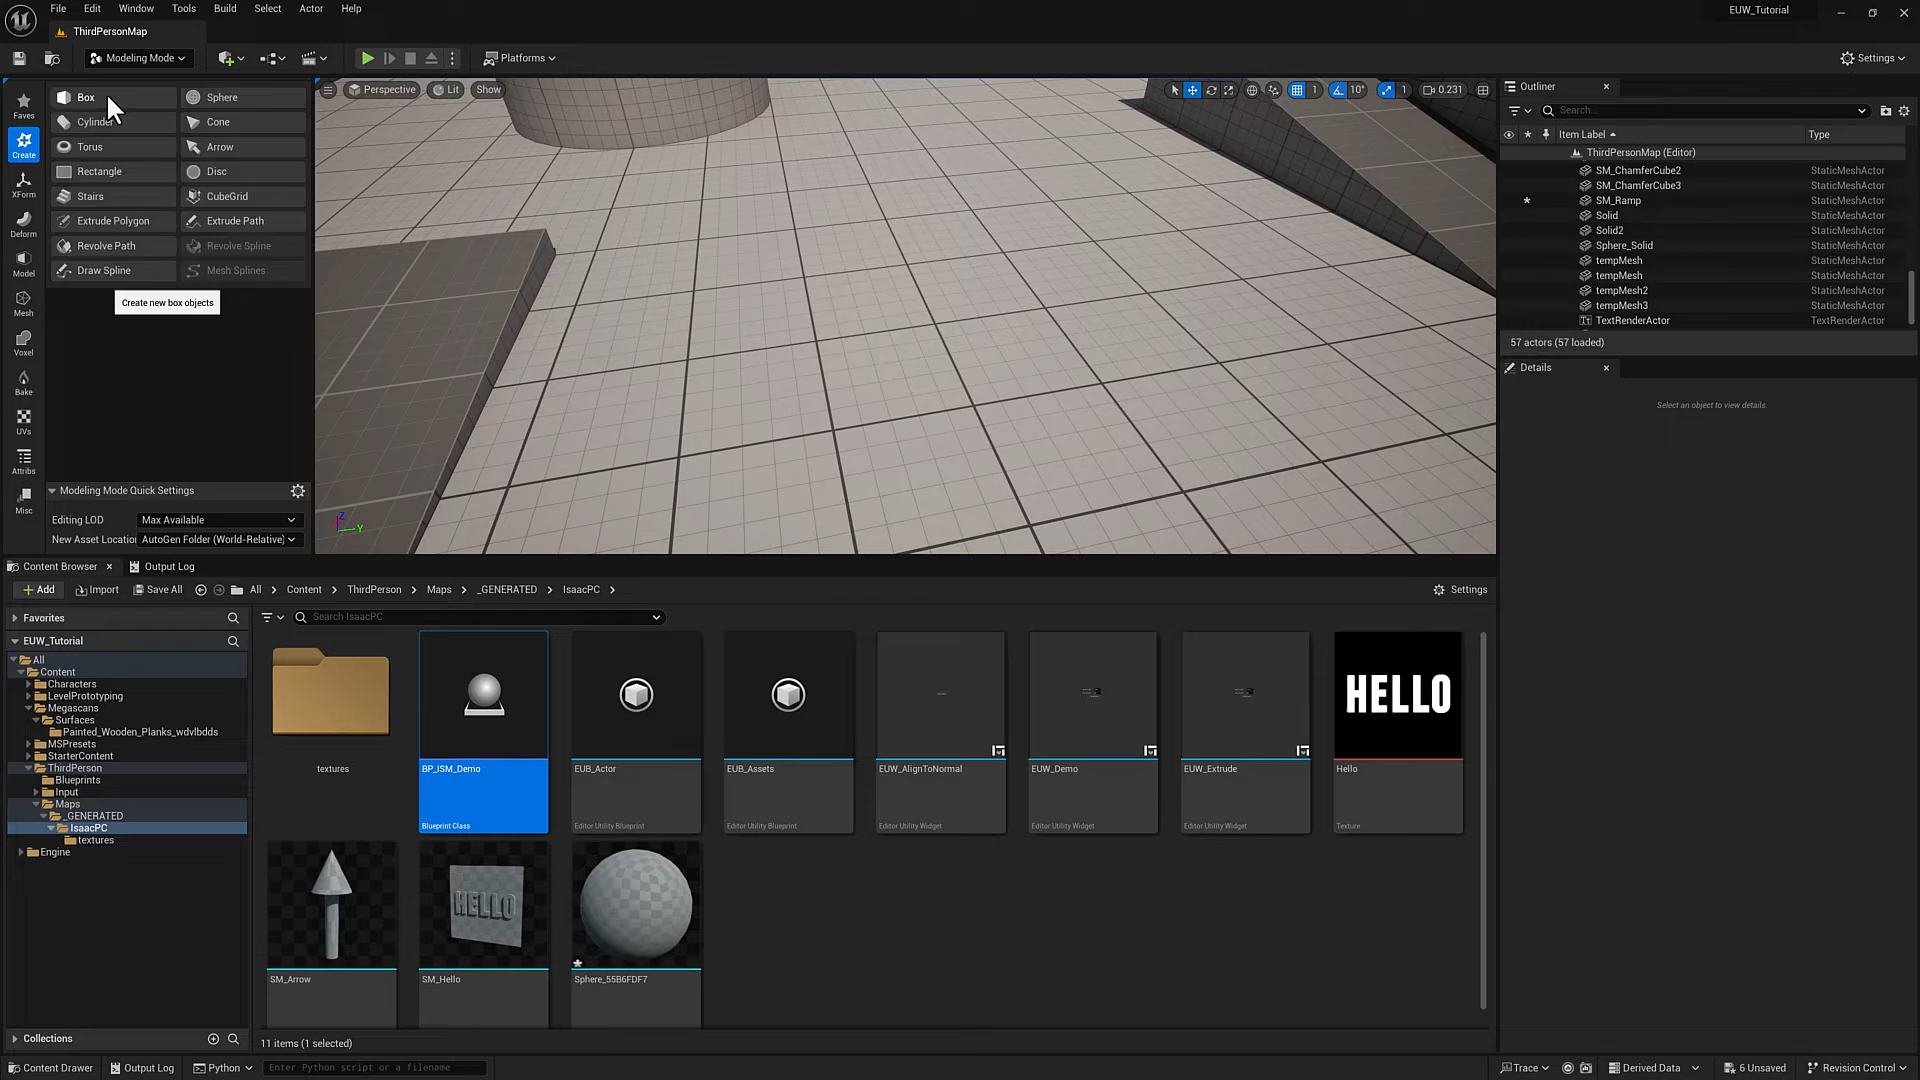 File Edit Window Tools Build Select Actor Help
EUW_Tutorial
ThirdPersonMap
Modeling Mode
Platforms
Settings
Faves
Create
XForm
Deform
Model
Mesh
Voxel
Bake
UVs
Attribs
Misc
Box Sphere
Cylinder Cone
Torus Arrow
Rectangle Disc
Stairs CubeGrid
Extrude Polygon Extrude Path
Revolve Path Revolve Spline
Draw Spline Mesh Splines
Create new box objects
Modeling Mode Quick Settings
Editing LOD Max Available
New Asset Location AutoGen Folder (World-Relative)
Perspective Lit Show
1 10° 1 0.231
Z
Y
Outliner
Search...
Item Label Type
ThirdPersonMap (Editor)
SM_ChamferCube2 StaticMeshActor
SM_ChamferCube3 StaticMeshActor
SM_Ramp StaticMeshActor
Solid StaticMeshActor
Solid2 StaticMeshActor
Sphere_Solid StaticMeshActor
tempMesh StaticMeshActor
tempMesh StaticMeshActor
tempMesh2 StaticMeshActor
tempMesh3 StaticMeshActor
TextRenderActor TextRenderActor
57 actors (57 loaded)
Details
Select an object to view details.
Content Browser Output Log
Add Import Save All All Content ThirdPerson Maps _GENERATED IsaacPC
Settings
Favorites
EUW_Tutorial
All
Content
Characters
LevelPrototyping
Megascans
Surfaces
Painted_Wooden_Planks_wdvlbdds
MSPresets
StarterContent
ThirdPerson
Blueprints
Input
Maps
_GENERATED
IsaacPC
textures
Engine
Collections
Search IsaacPC
textures
BP_ISM_Demo
Blueprint Class
EUB_Actor
Editor Utility Blueprint
EUB_Assets
Editor Utility Blueprint
EUW_AlignToNormal
Editor Utility Widget
EUW_Demo
Editor Utility Widget
EUW_Extrude
Editor Utility Widget
HELLO
Hello
Texture
SM_Arrow
HELLO
SM_Hello
Sphere_55B6FDF7
11 items (1 selected)
Content Drawer Output Log Python Enter Python script or a filename
Trace Derived Data 6 Unsaved Revision Control